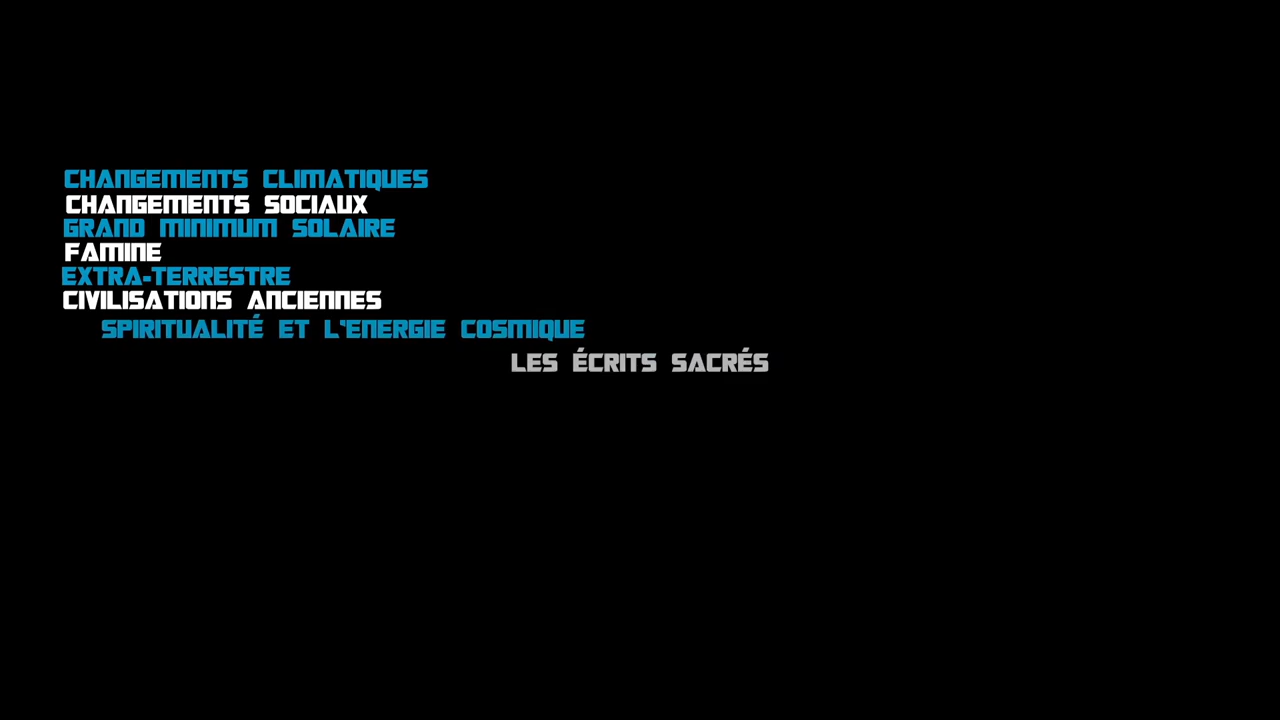 CHANGEMENTS CLIMATIQUES
CHANGEMENTS SOCIAUX
GRAND MINIMUM SOLAIRE
FAMINE
EXTRA-TERRESTRE
CIVILISATIONS ANCIENNES
SPIRITUALITÉ ET L'ENERGIE COSMIQUE
LES ÉCRITS SACRÉS